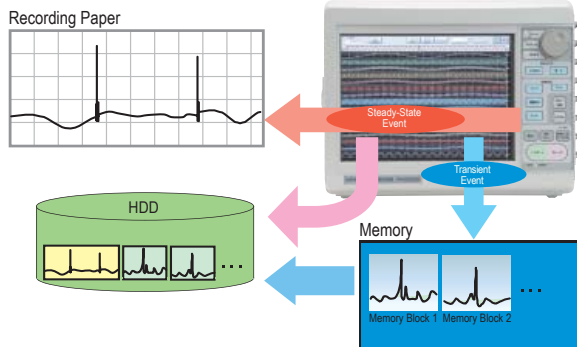 Recording Paper
Steady-State
Event
Transient
Event
HDD
Memory
Memory Block 1
Memory Block 2